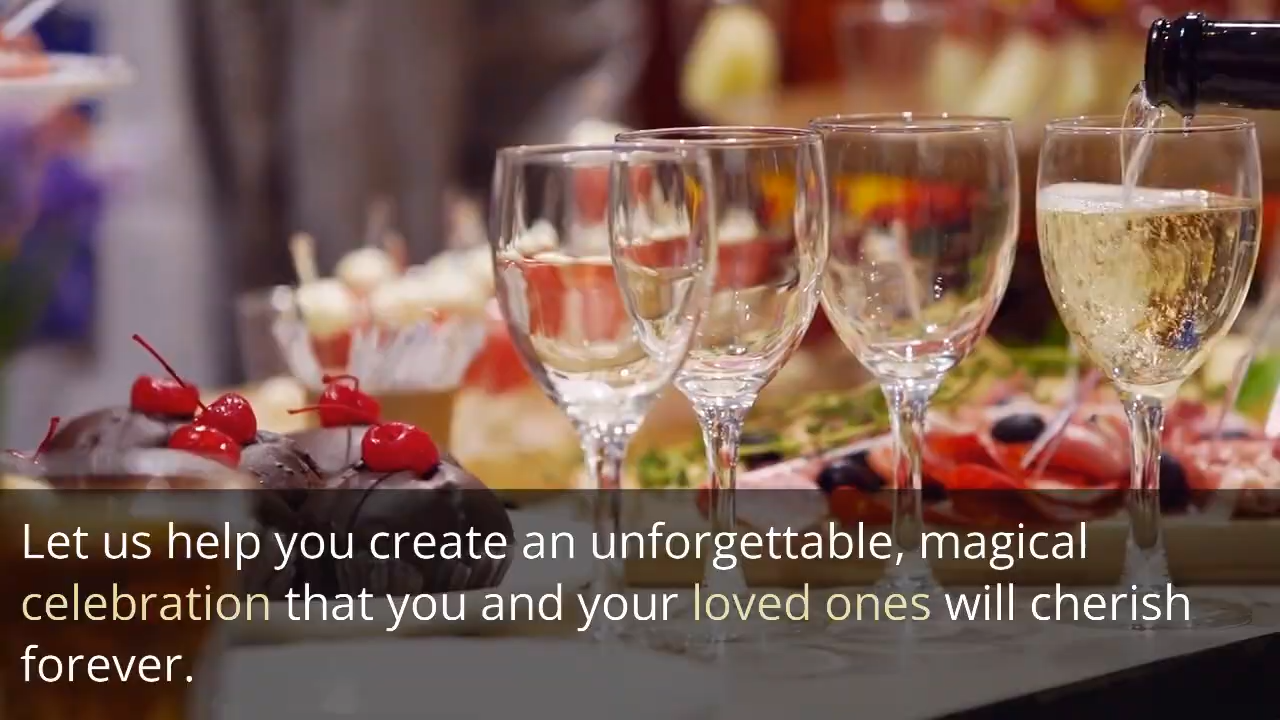 Let us help you create an unforgettable, magical
celebration that you and your loved ones will cherish
forever.